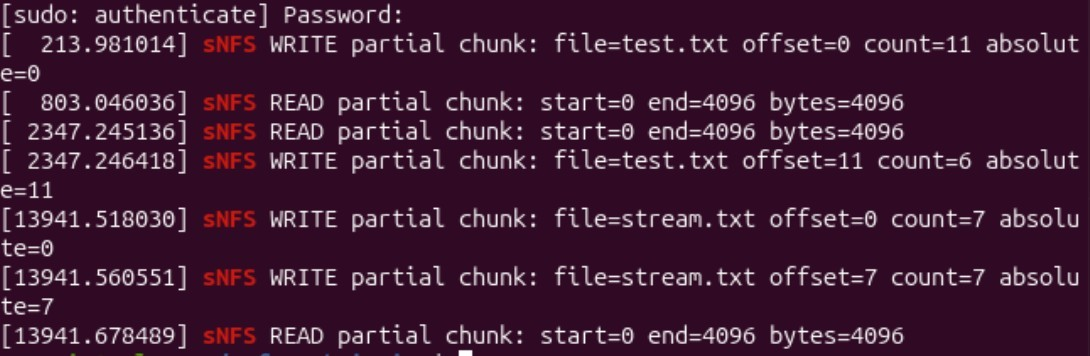 [sudo: authenticate] Password:
[  213.981014] sNFS WRITE partial chunk: file=test.txt offset=0 count=11 absolut
e=0
[  803.046036] sNFS READ partial chunk: start=0 end=4096 bytes=4096
[ 2347.245136] sNFS READ partial chunk: start=0 end=4096 bytes=4096
[ 2347.246418] sNFS WRITE partial chunk: file=test.txt offset=11 count=6 absolut
e=11
[13941.518030] sNFS WRITE partial chunk: file=stream.txt offset=0 count=7 absolu
te=0
[13941.560551] sNFS WRITE partial chunk: file=stream.txt offset=7 count=7 absolu
te=7
[13941.678489] sNFS READ partial chunk: start=0 end=4096 bytes=4096